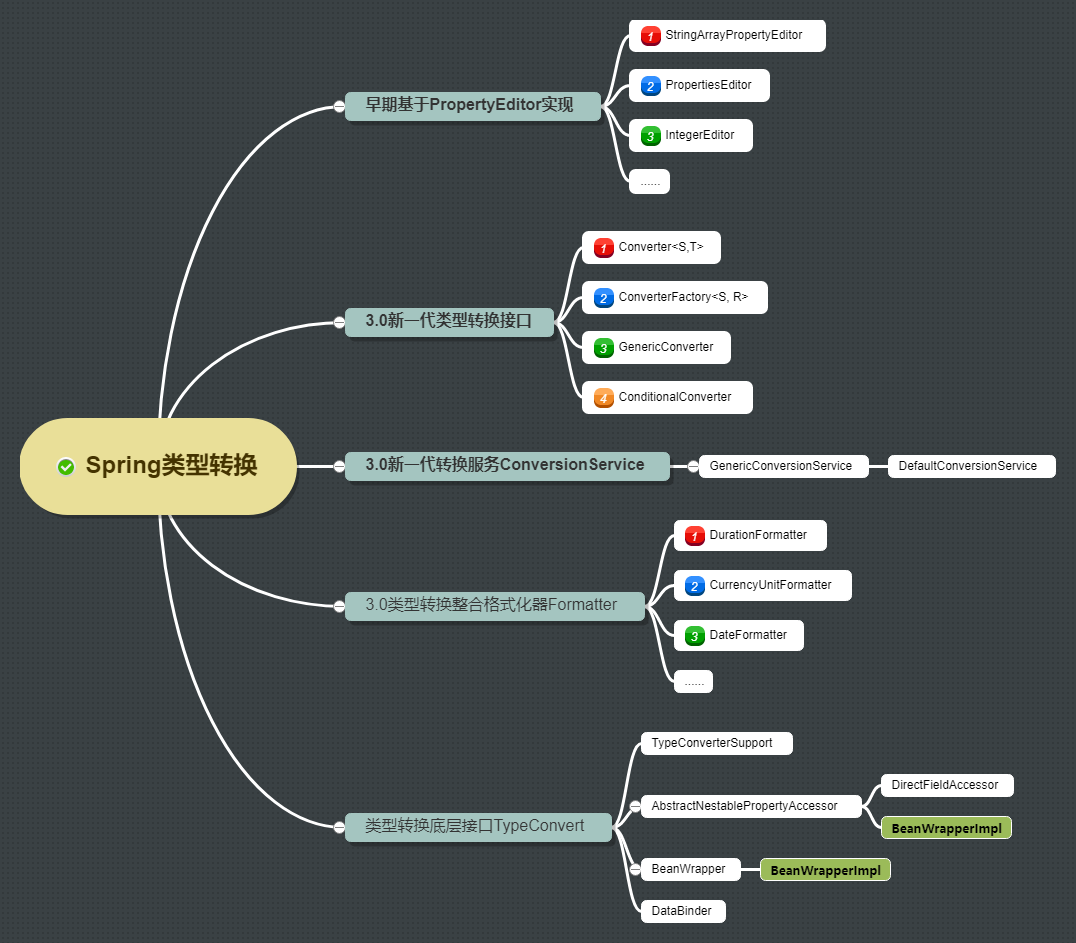 Spring类型转换
早期基于PropertyEditor实现
1 StringArrayPropertyEditor
2 PropertiesEditor
3 IntegerEditor
......
3.0新一代类型转换接口
1 Converter<S,T>
2 ConverterFactory<S, R>
3 GenericConverter
4 ConditionalConverter
3.0新一代转换服务ConversionService
GenericConversionService
DefaultConversionService
3.0类型转换整合格式化器Formatter
1 DurationFormatter
2 CurrencyUnitFormatter
3 DateFormatter
......
类型转换底层接口TypeConvert
TypeConverterSupport
AbstractNestablePropertyAccessor
DirectFieldAccessor
BeanWrapperImpl
BeanWrapper
BeanWrapperImpl
DataBinder